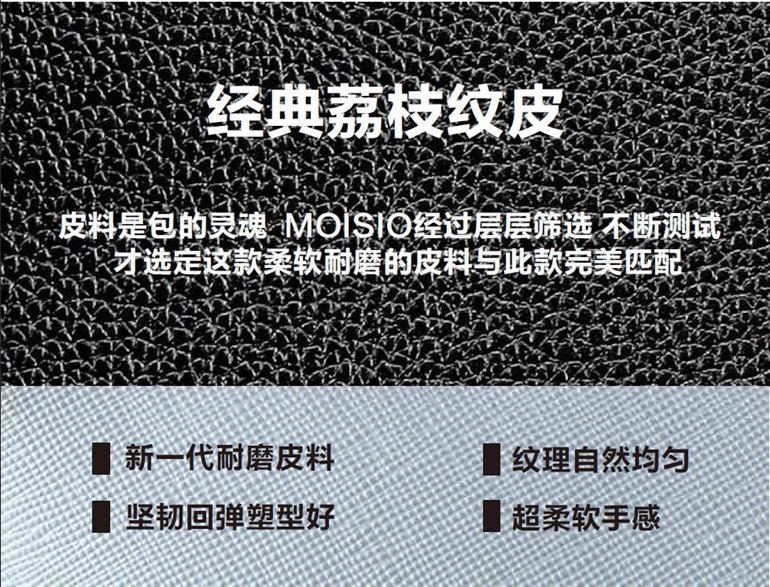 经典荔枝纹皮
皮料是包的灵魂 MOISIO经过层层筛选 不断测试
才选定这款柔软耐磨的皮料与此款完美匹配
新一代耐磨皮料
纹理自然均匀
坚韧回弹塑型好
超柔软手感